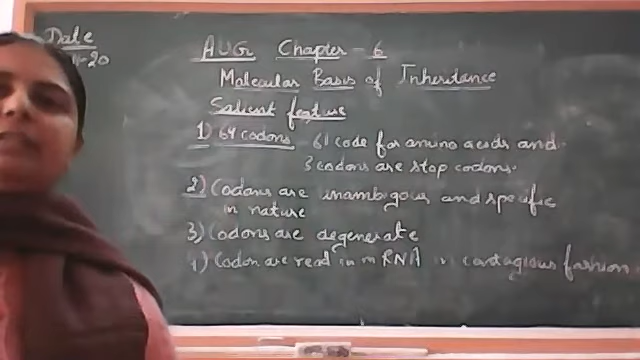 Date
11-20
AUG Chapter - 6
Molecular Basis of Inheritance
Salient feature
1) 64 codons 61 code for amino acids and
3 codons are stop codons.
2) Codons are unambigous and specific
in nature
3) Codons are degenerate
4) Codon are read in mRNA in contagious fashion